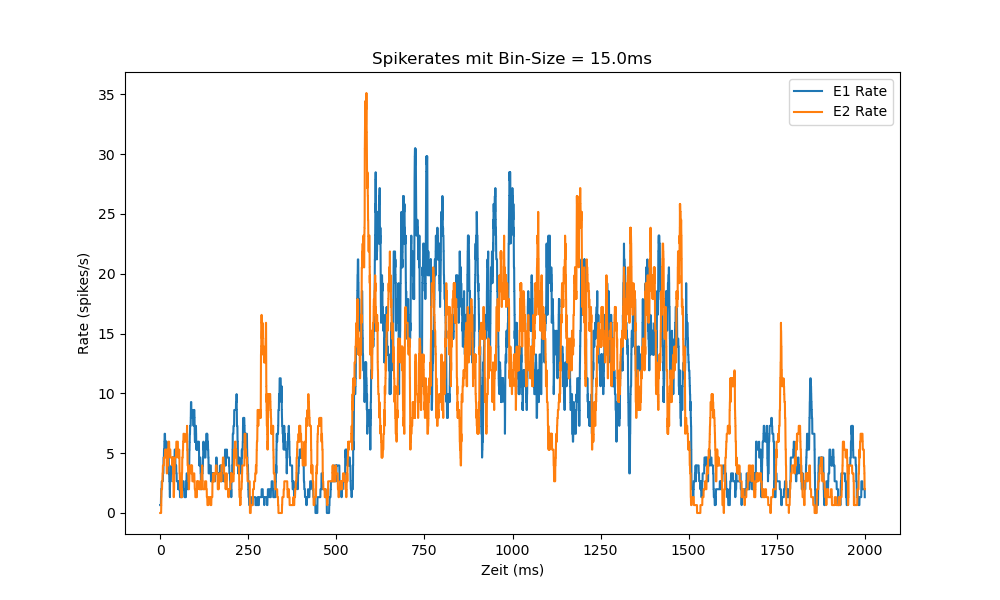 Spikerates mit Bin-Size = 15.0ms
E1 Rate
E2 Rate
Rate (spikes/s)
35
30
25
20
15
10
5
0
0 250 500 750 1000 1250 1500 1750 2000
Zeit (ms)